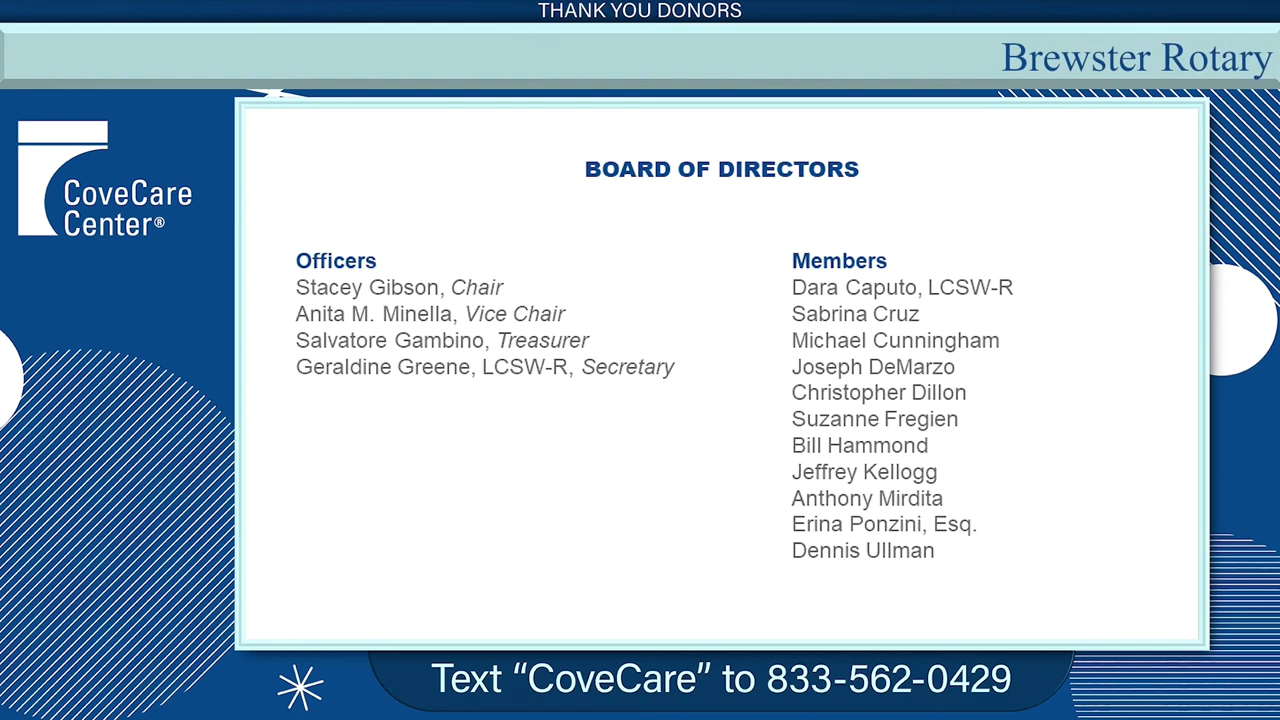 THANK YOU DONORS
Brewster Rotary
CoveCare
Center®
BOARD OF DIRECTORS
Officers
Stacey Gibson, Chair
Anita M. Minella, Vice Chair
Salvatore Gambino, Treasurer
Geraldine Greene, LCSW-R, Secretary
Members
Dara Caputo, LCSW-R
Sabrina Cruz
Michael Cunningham
Joseph DeMarzo
Christopher Dillon
Suzanne Fregien
Bill Hammond
Jeffrey Kellogg
Anthony Mirdita
Erina Ponzini, Esq.
Dennis Ullman
Text “CoveCare” to 833-562-0429